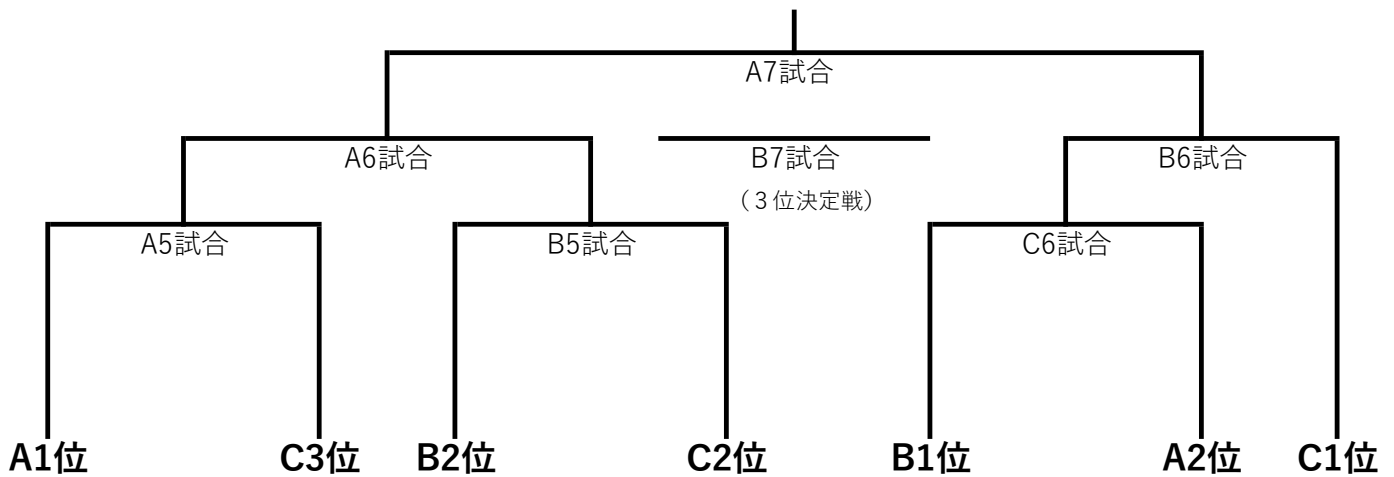 A7試合
A6試合
B7試合
B6試合
（３位決定戦）
A5試合
B5試合
C6試合
A1位
C3位
B2位
C2位
B1位
A2位
C1位